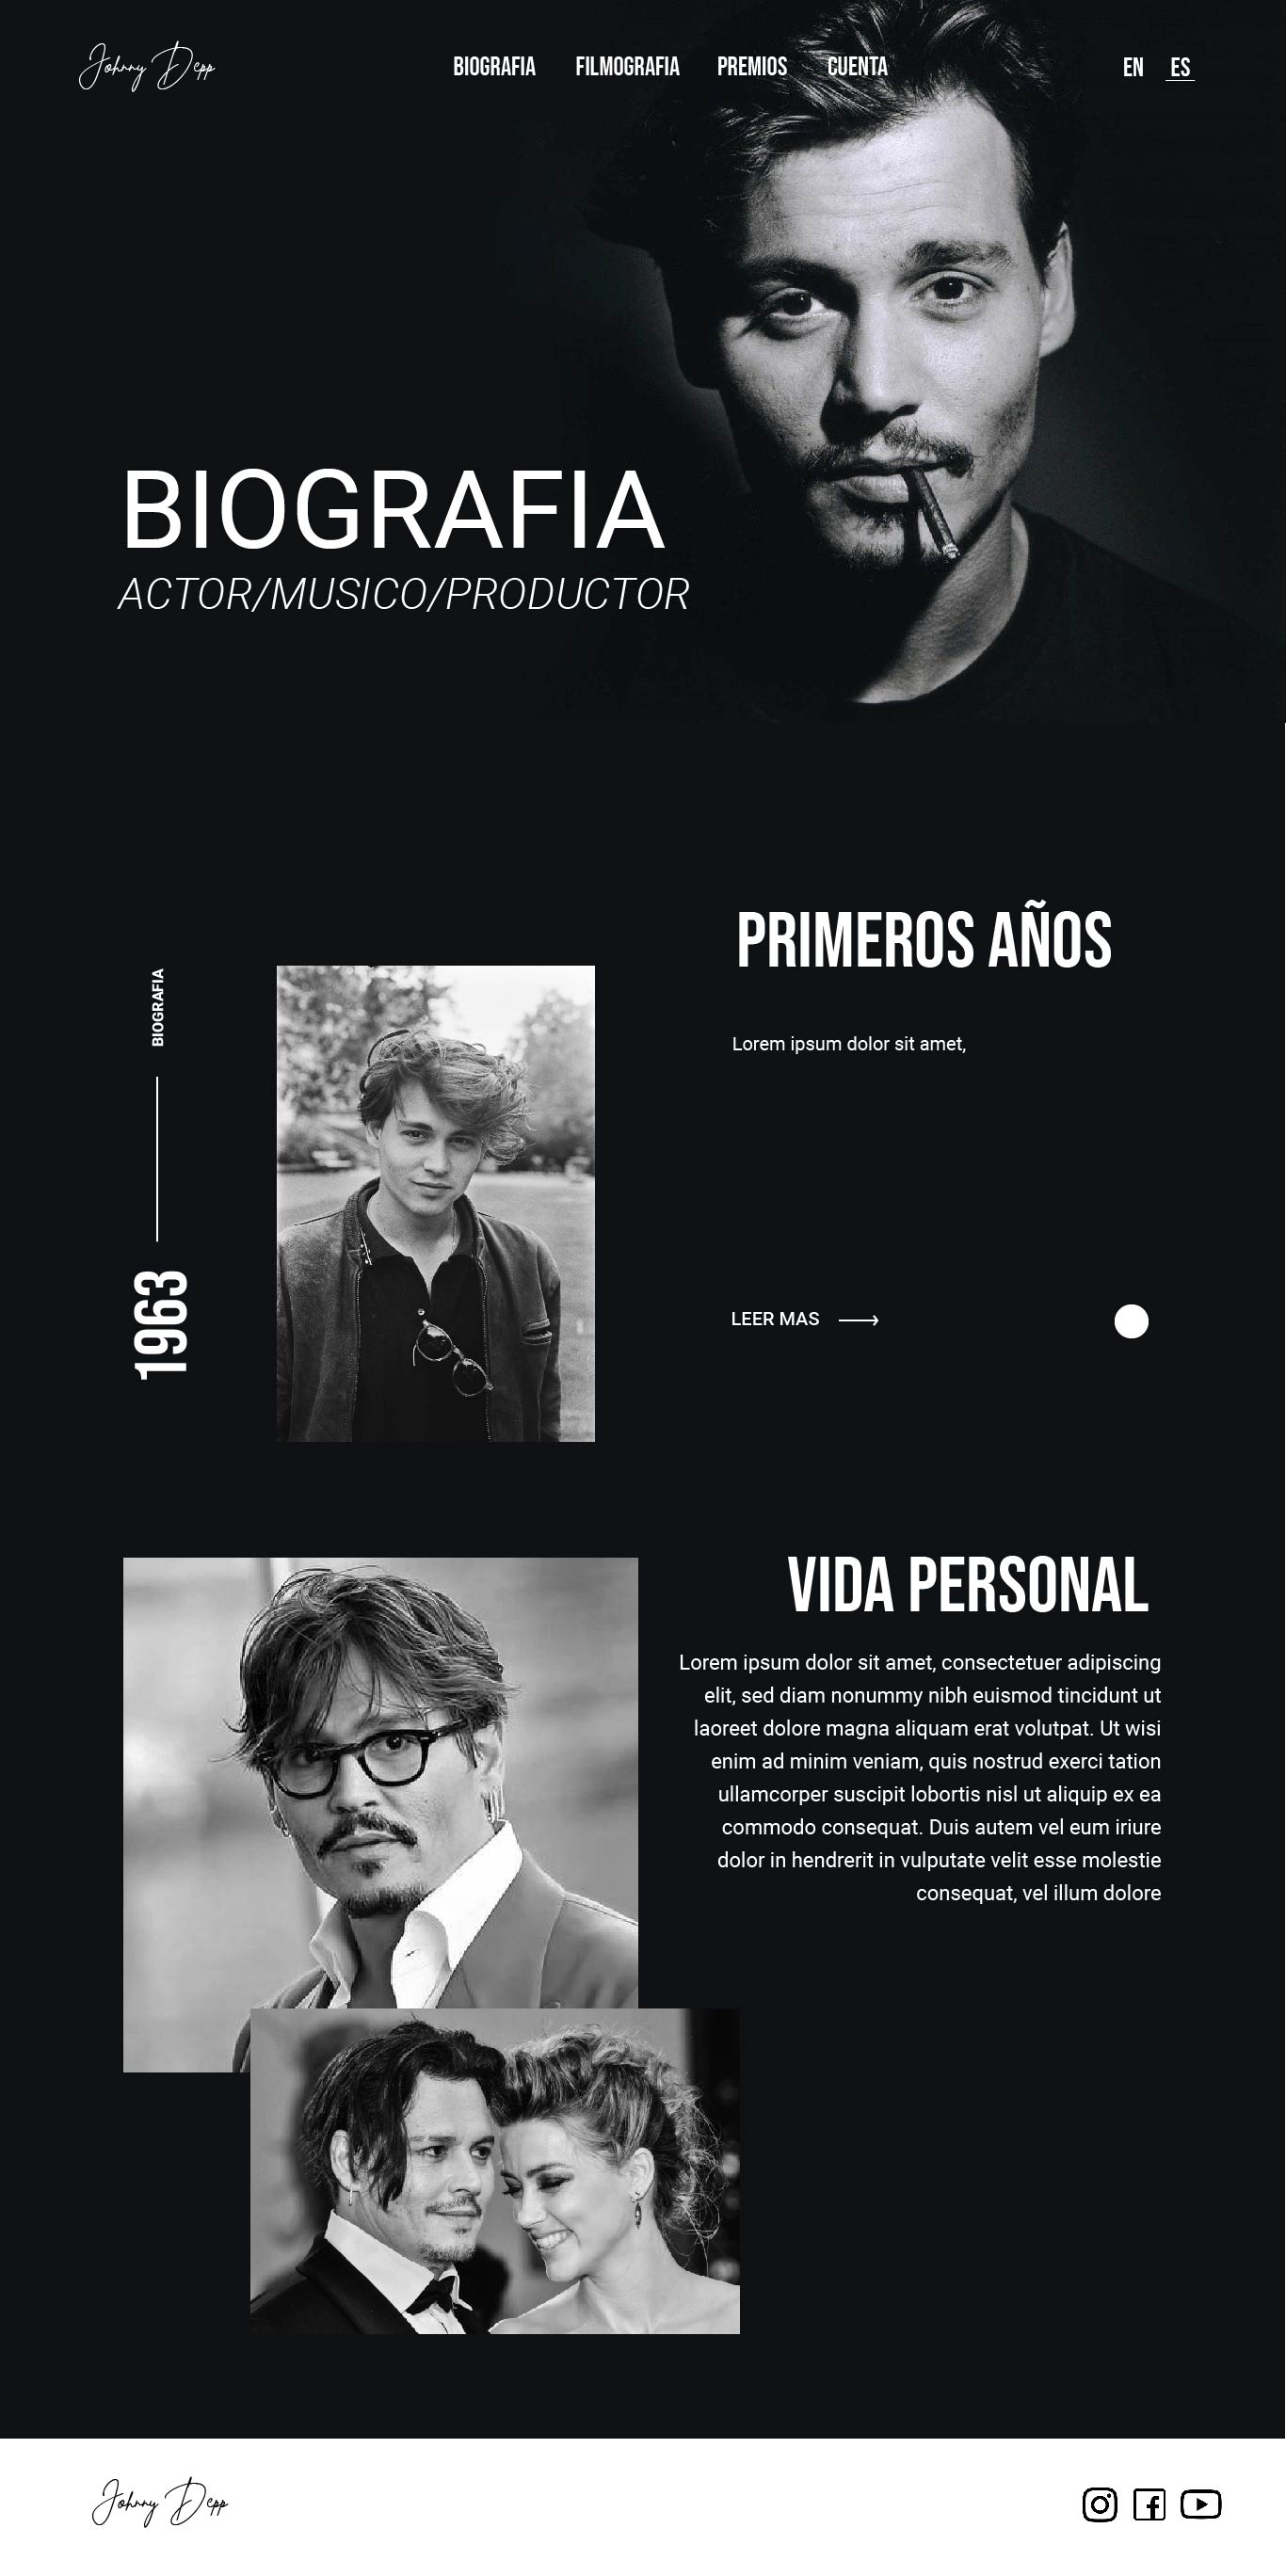 Johnny Depp
BIOGRAFIA FILMOGRAFIA PREMIOS CUENTA
EN ES
BIOGRAFIA
ACTOR/MUSICO/PRODUCTOR
PRIMEROS AÑOS
BIOGRAFIA
1963
Lorem ipsum dolor sit amet,
LEER MAS
VIDA PERSONAL
Lorem ipsum dolor sit amet, consectetuer adipiscing
elit, sed diam nonummy nibh euismod tincidunt ut
laoreet dolore magna aliquam erat volutpat. Ut wisi
enim ad minim veniam, quis nostrud exerci tation
ullamcorper suscipit lobortis nisl ut aliquip ex ea
commodo consequat. Duis autem vel eum iriure
dolor in hendrerit in vulputate velit esse molestie
consequat, vel illum dolore
Johnny Depp